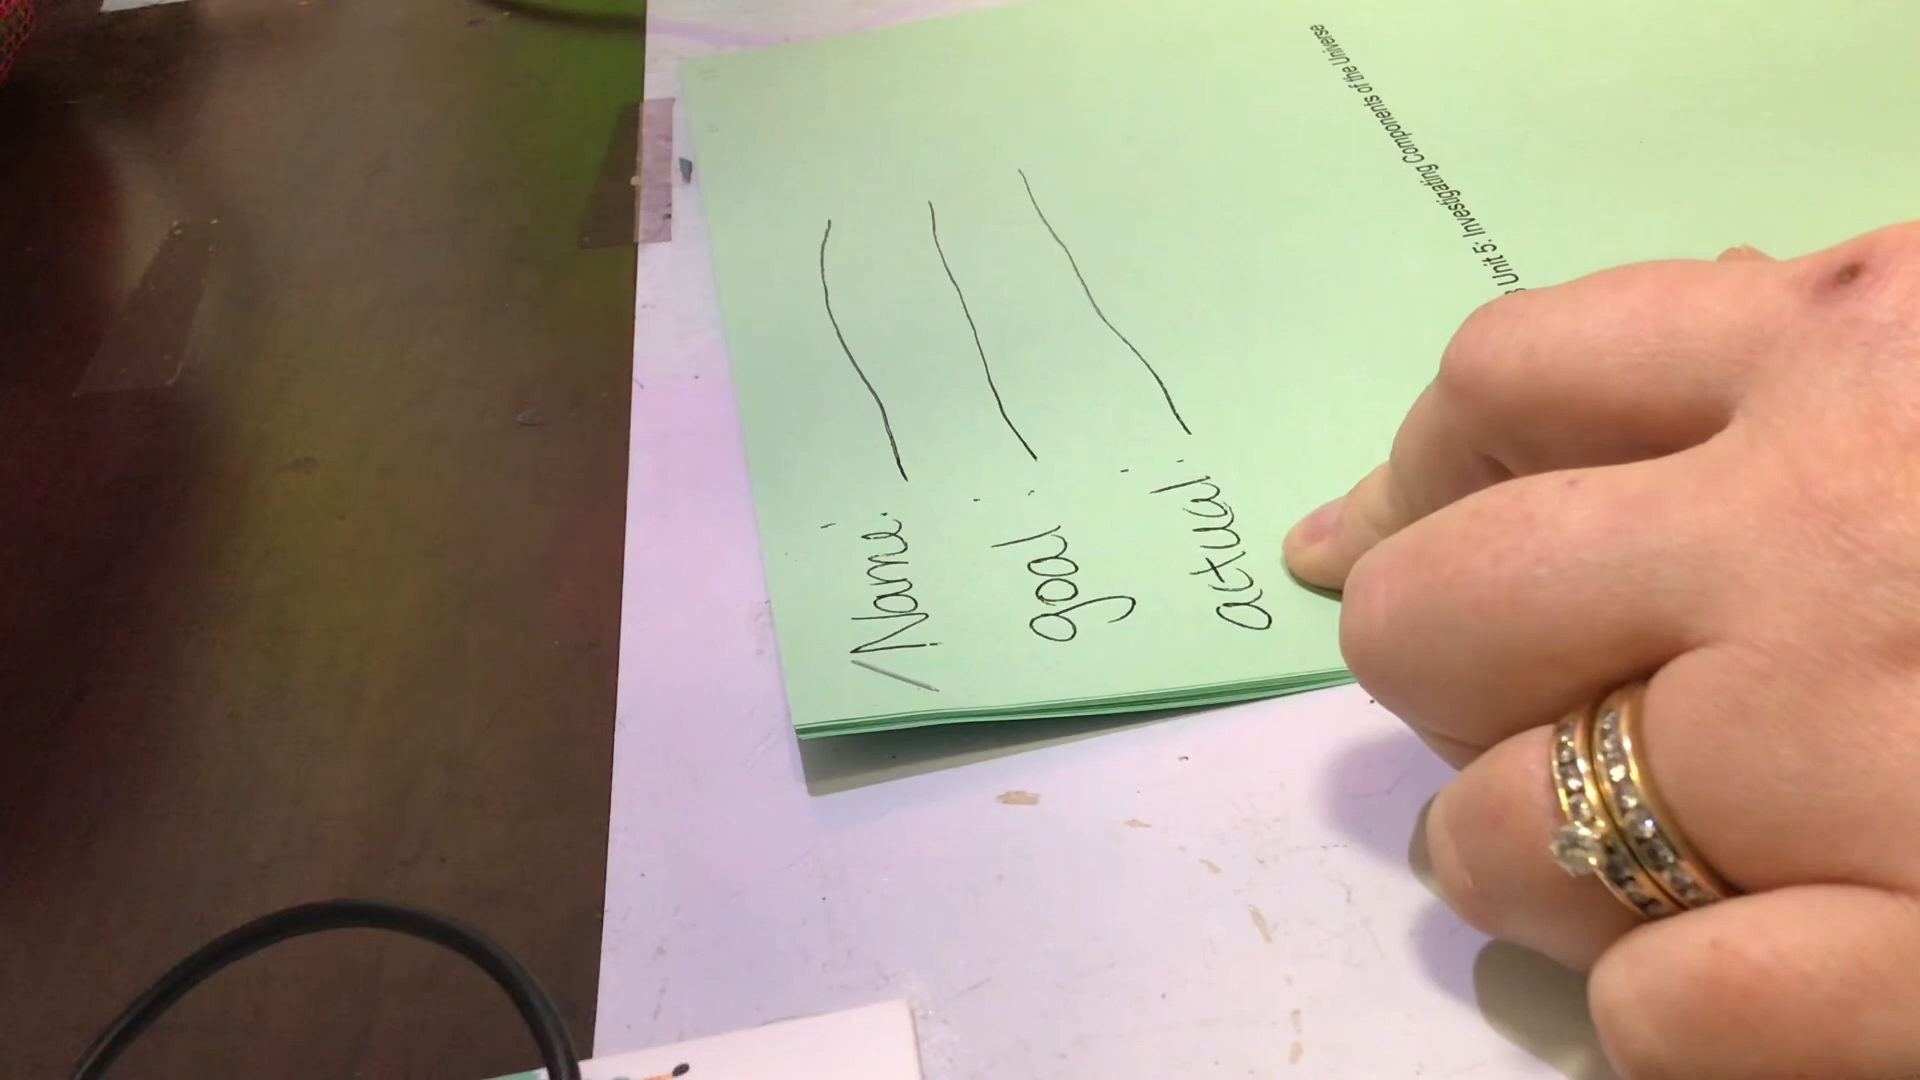 Name:
goal:
actual:
Unit 5: Investigating Components of the Universe